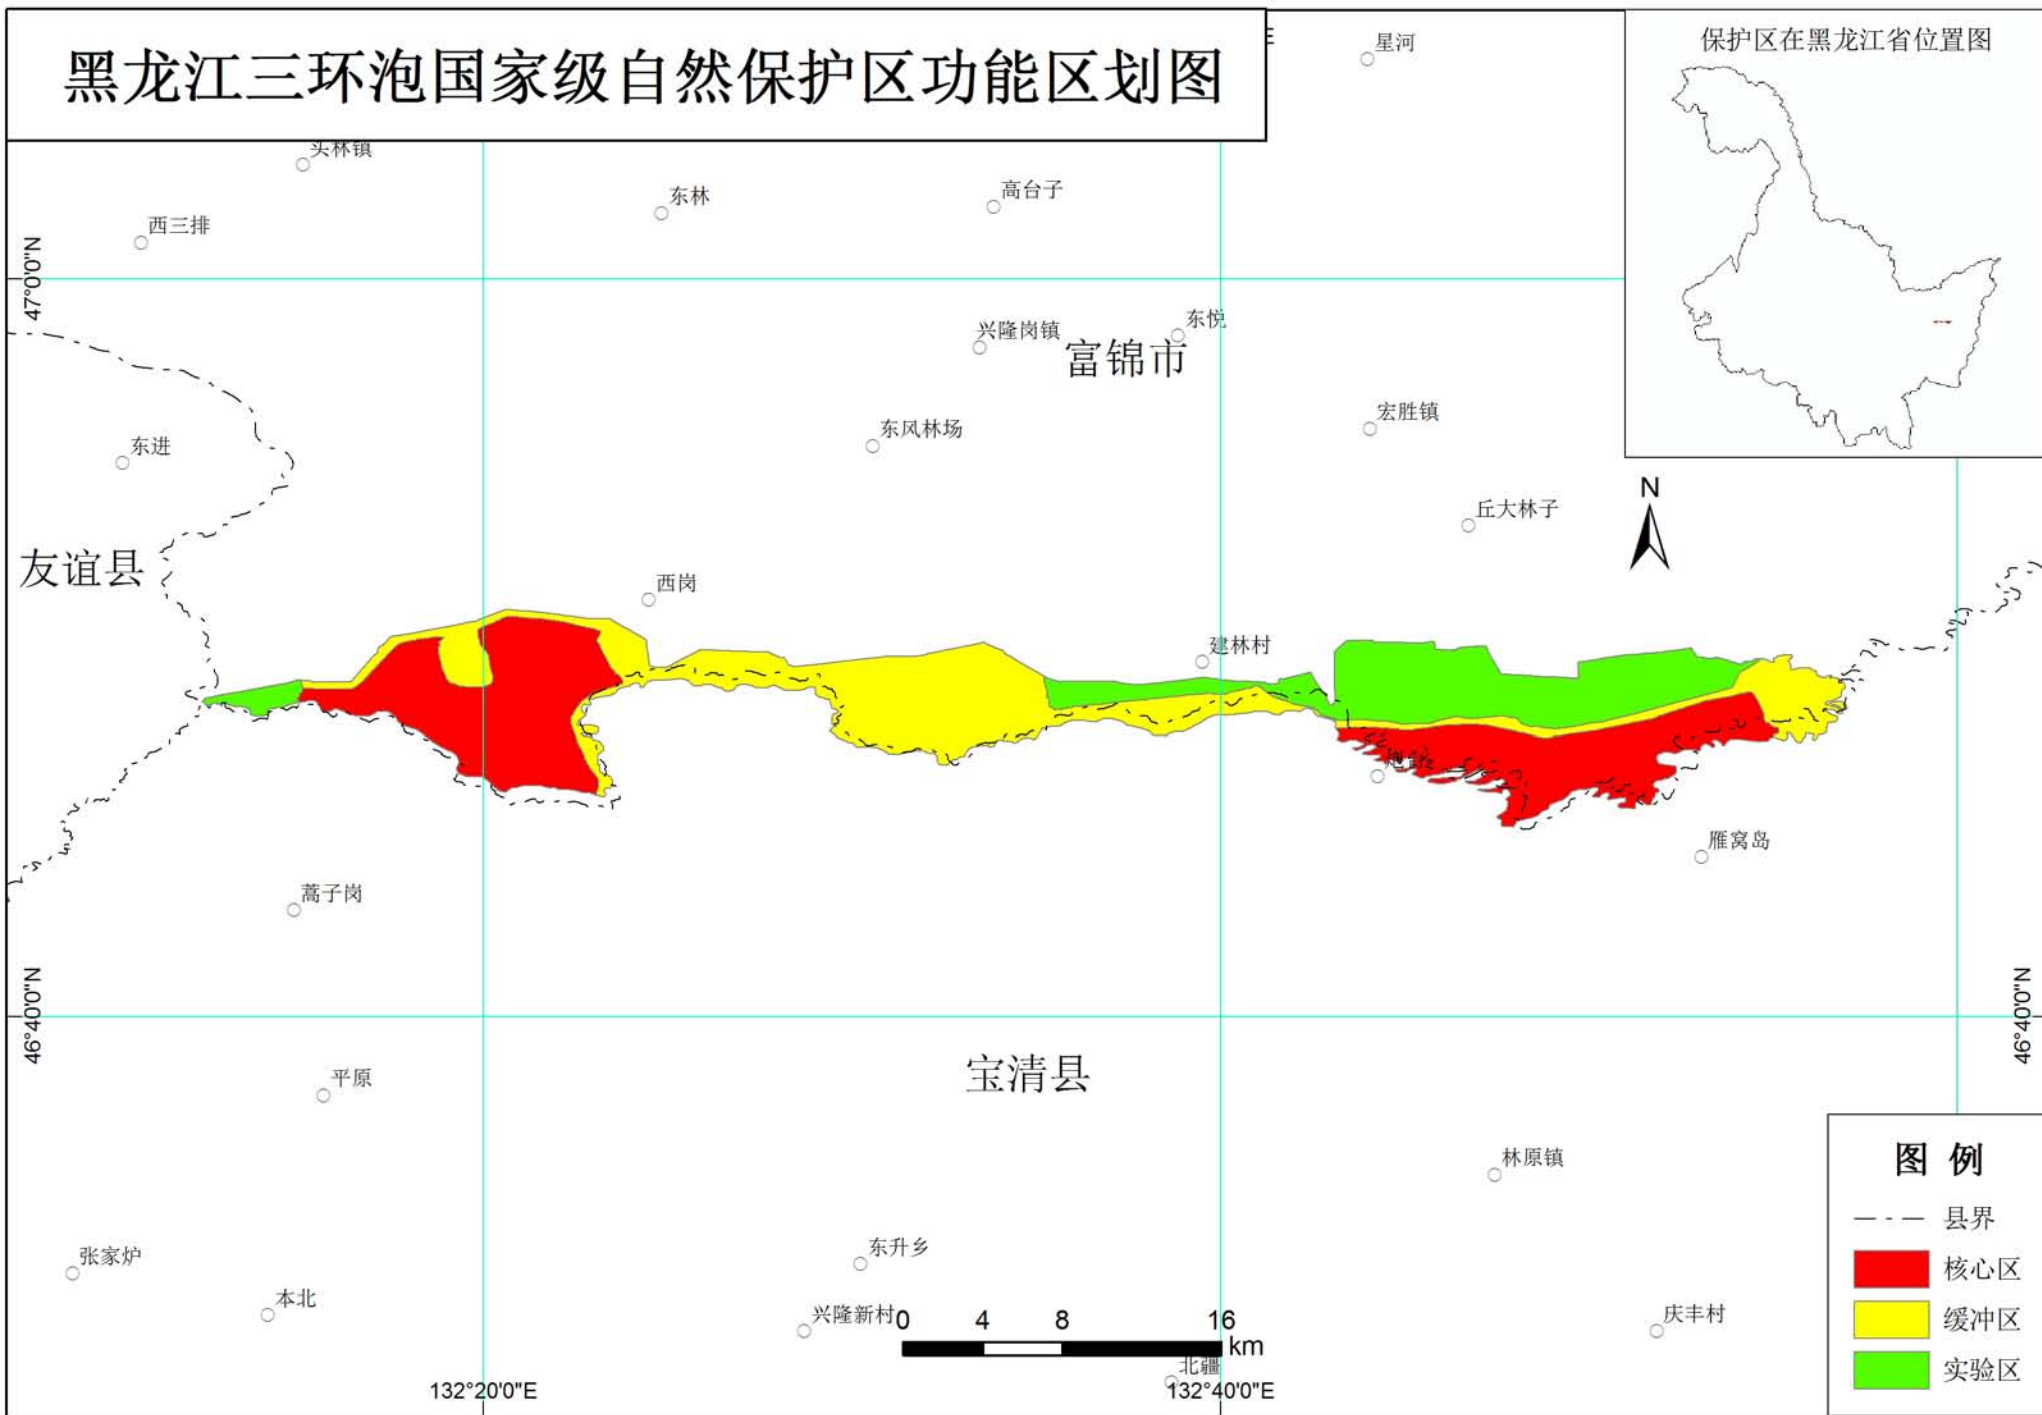 黑龙江三环泡国家级自然保护区功能区划图
E
星河
保护区在黑龙江省位置图
头林镇
东林
高台子
西三排
47°0'0"N
兴隆岗镇
东悦
富锦市
宏胜镇
东风林场
东进
N
丘大林子
友谊县
西岗
建林村
雁窝岛
蒿子岗
46°40'0"N
46°40'0"N
宝清县
平原
林原镇
图 例
县界
核心区
缓冲区
实验区
张家炉
东升乡
本北
兴隆新村
0 4 8 16
km
庆丰村
北疆
132°20'0"E
132°40'0"E